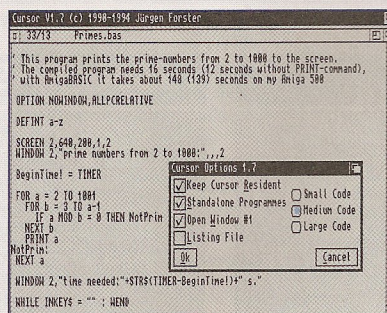 Cursor V1.7 (c) 1990-1994 Jürgen Forster
33/13 Primes.bas
' This program prints the prime-numbers from 2 to 1000 to the screen.
' The compiled program needs 16 seconds (12 seconds without PRINT-command),
' with AmigaBASIC it takes about 148 (139) seconds on my Amiga 500
OPTION NOWINDOW,ALLPCRELATIVE
DEFINT a-z
SCREEN 2,640,200,1,2
WINDOW 2,"prime numbers from 2 to 1000:",,,2
BeginTime! = TIMER
FOR a = 2 TO 1001
FOR b = 3 TO a-1
IF a MOD b = 0 THEN NotPrim
NEXT b
PRINT a
NotPrim:
NEXT a
WINDOW 2,"time needed:"+STR$(TIMER-BeginTime!)+" s."
WHILE INKEY$ = "" : WEND
Cursor Options 1.7
Keep Cursor Resident
Standalone Programmes
Open Window #1
Listing File
Small Code
Medium Code
Large Code
Ok
Cancel